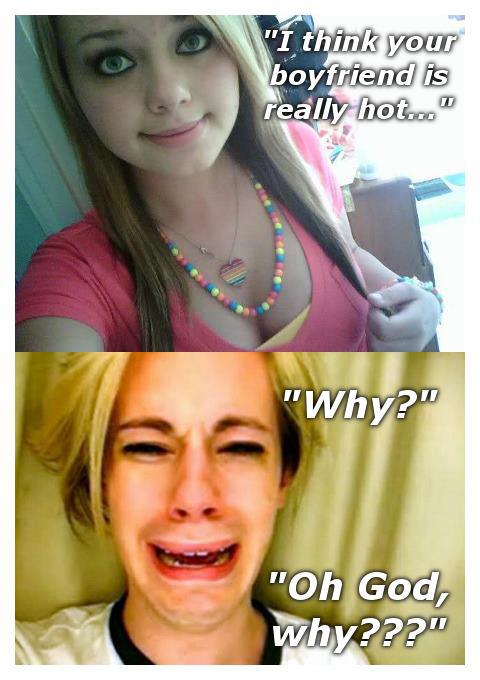 "I think your
boyfriend is
really hot..."
"Why?"
"Oh God,
why???"